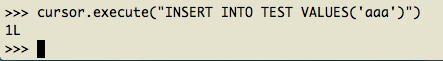 >>> cursor.execute("INSERT INTO TEST VALUES('aaa')")
1L
>>>